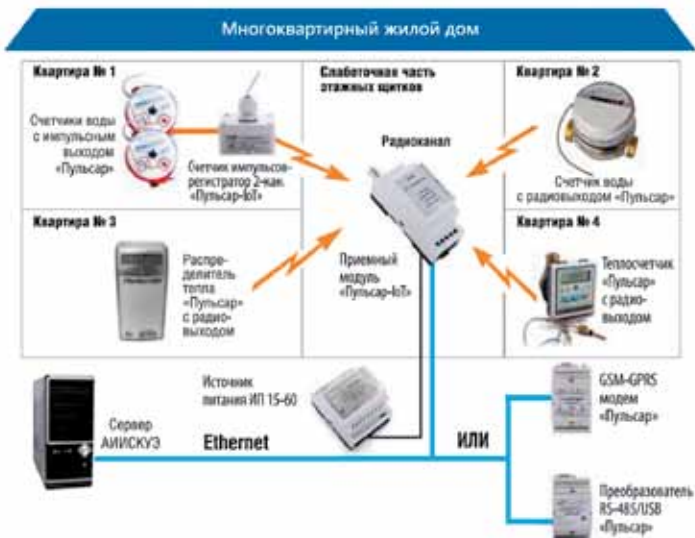 Многоквартирный жилой дом
Квартира № 1
Счетчики воды
с импульсным
выходом
«Пульсар»
Счетчик импульсов-
регистратор 2-кан.
«Пульсар-IoT»
Слаботочная часть
этажных щитков
Радиоканал
Приемный
модуль
«Пульсар-IoT»
Квартира № 2
Счетчик воды
с радиовыходом «Пульсар»
Квартира № 3
Распре-
делитель
тепла
«Пульсар»
с радио-
выходом
Квартира № 4
Теплосчетчик
«Пульсар»
с радио-
выходом
Источник
питания ИП 15-60
Сервер
АИИСКУЭ
Ethernet
ИЛИ
GSM-GPRS
модем
«Пульсар»
Преобразователь
RS-485/USB
«Пульсар»